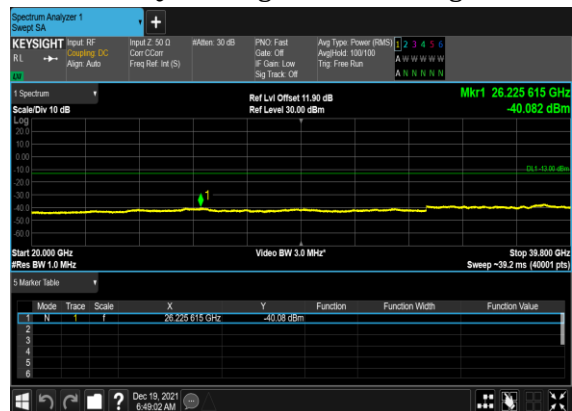 Spectrum Analyzer 1
Swept SA
+
KEYSIGHT
RL
LW
Input: RF
Coupling: DC
Align: Auto
Input Z: 50 Ω
Corr CCorr
Freq Ref: Int (S)
#Atten: 30 dB
PNO: Fast
Gate: Off
IF Gain: Low
Sig Track: Off
Avg Type: Power (RMS)
Avg|Hold: 100/100
Trig: Free Run
1 2 3 4 5 6
A W W W W W
A N N N N N
1 Spectrum
Scale/Div 10 dB
Ref Lvl Offset 11.90 dB
Ref Level 30.00 dBm
Mkr1 26.225 615 GHz
-40.082 dBm
Log
20.0
10.0
0.00
-10.0
-20.0
-30.0
-40.0
-50.0
-60.0
DL1 -13.00 dBm
1
Start 20.000 GHz
#Res BW 1.0 MHz
Video BW 3.0 MHz*
Stop 39.800 GHz
Sweep ~39.2 ms (40001 pts)
5 Marker Table
Mode Trace Scale X Y Function Function Width Function Value
1 N 1 f 26.225 615 GHz -40.08 dBm
2
3
4
5
6
?
Dec 19, 2021
6:49:02 AM